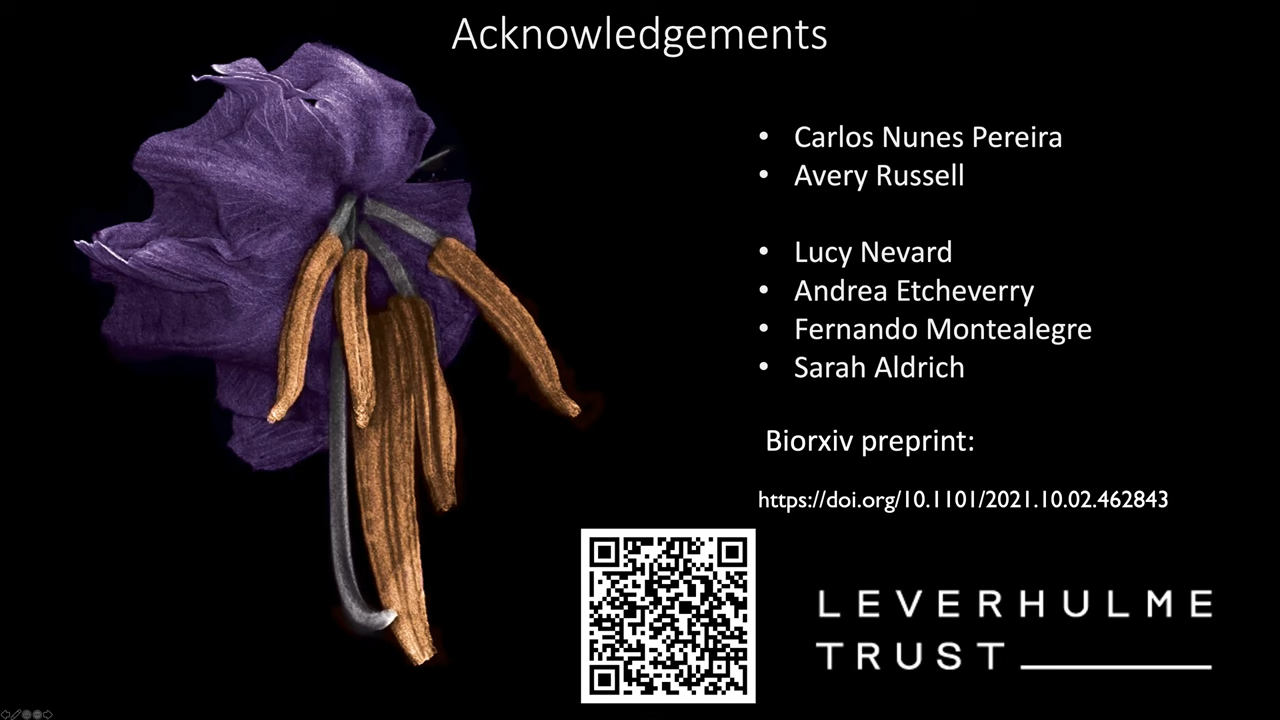 Acknowledgements
• Carlos Nunes Pereira
• Avery Russell
• Lucy Nevard
• Andrea Etcheverry
• Fernando Montealegre
• Sarah Aldrich
Biorxiv preprint:
https://doi.org/10.1101/2021.10.02.462843
LEVERHULME
TRUST